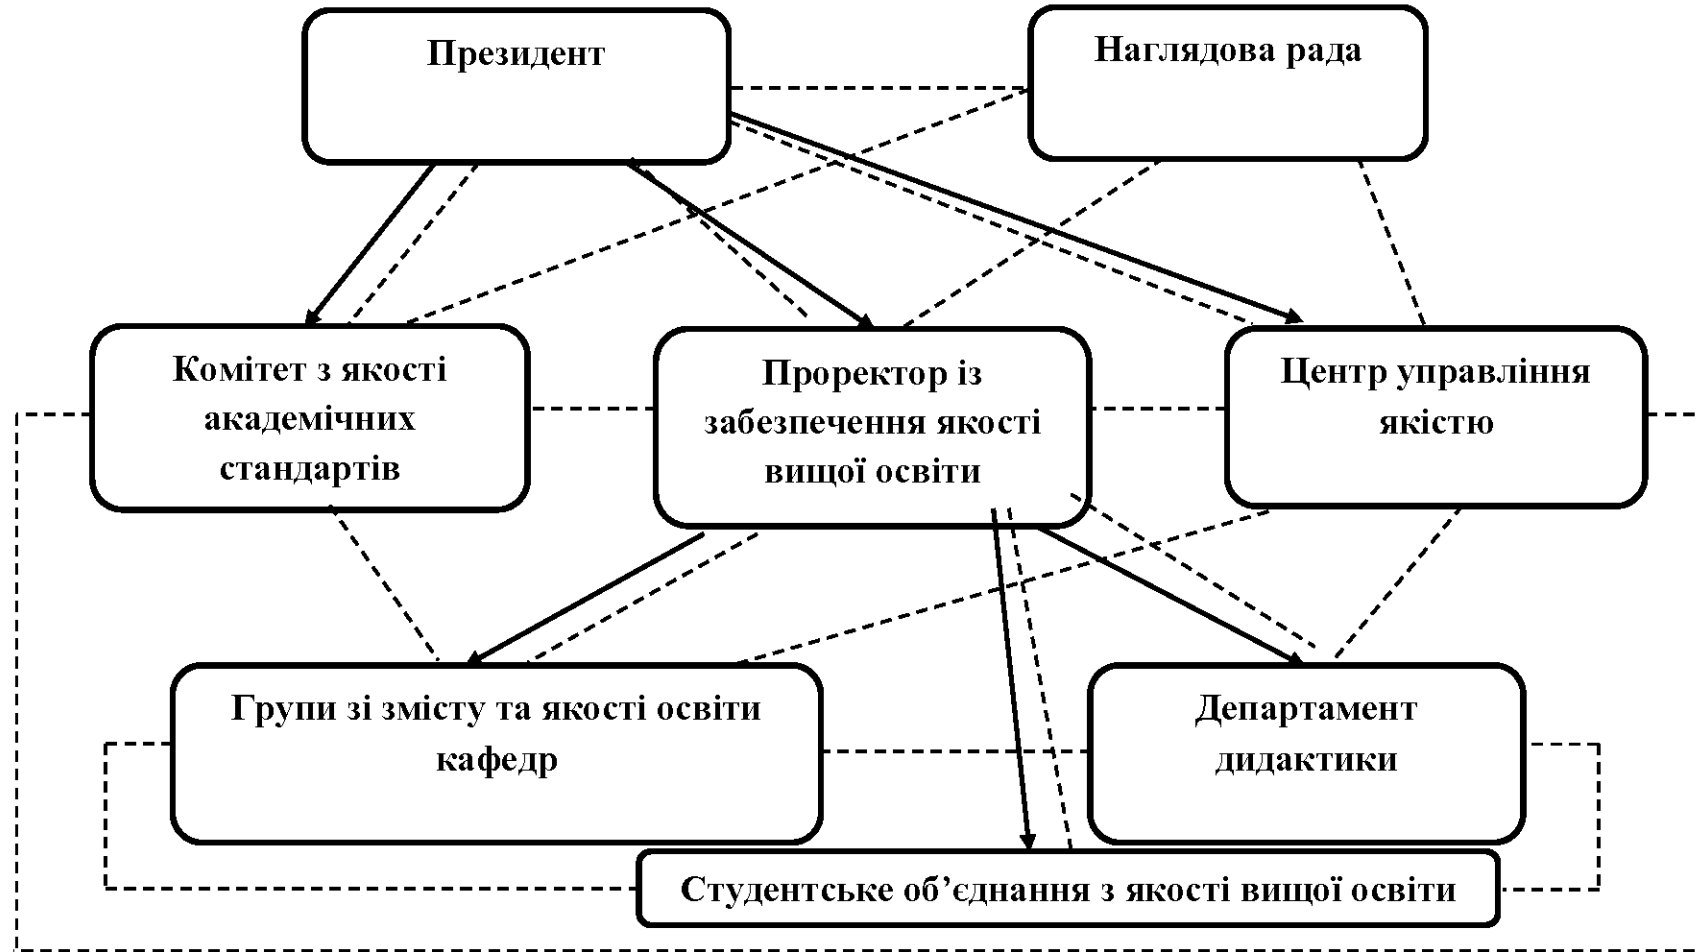 Президент
Наглядова рада
Комітет з якості
академічних
стандартів
Проректор із
забезпечення якості
вищої освіти
Центр управління
якістю
Групи зі змісту та якості освіти
кафедр
Департамент
дидактики
Студентське об’єднання з якості вищої освіти